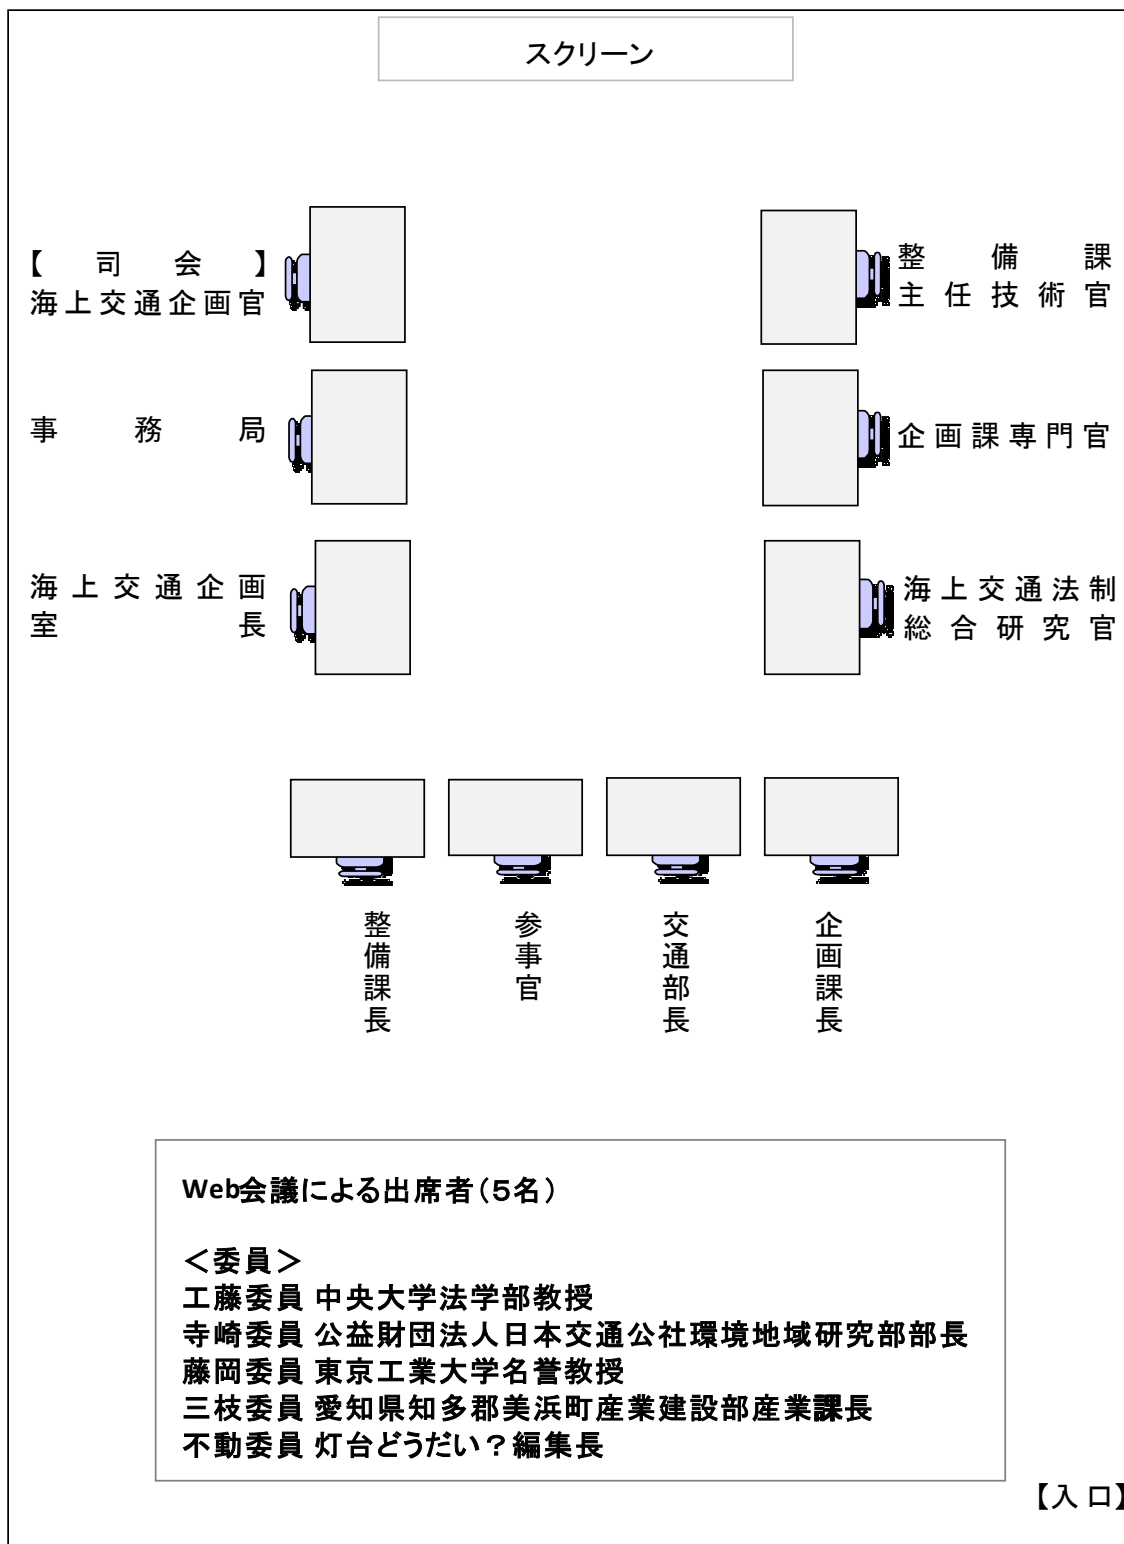 スクリーン
【司会】
海上交通企画官
整備課
主任技術官
事務局
企画課専門官
海上交通企画
室長
海上交通法制
総合研究官
整備課長
参事官
交通部長
企画課長
Web会議による出席者(5名)
＜委員＞
工藤委員 中央大学法学部教授
寺崎委員 公益財団法人日本交通公社環境地域研究部部長
藤岡委員 東京工業大学名誉教授
三枝委員 愛知県知多郡美浜町産業建設部産業課長
不動委員 灯台どうだい？編集長
【入口】